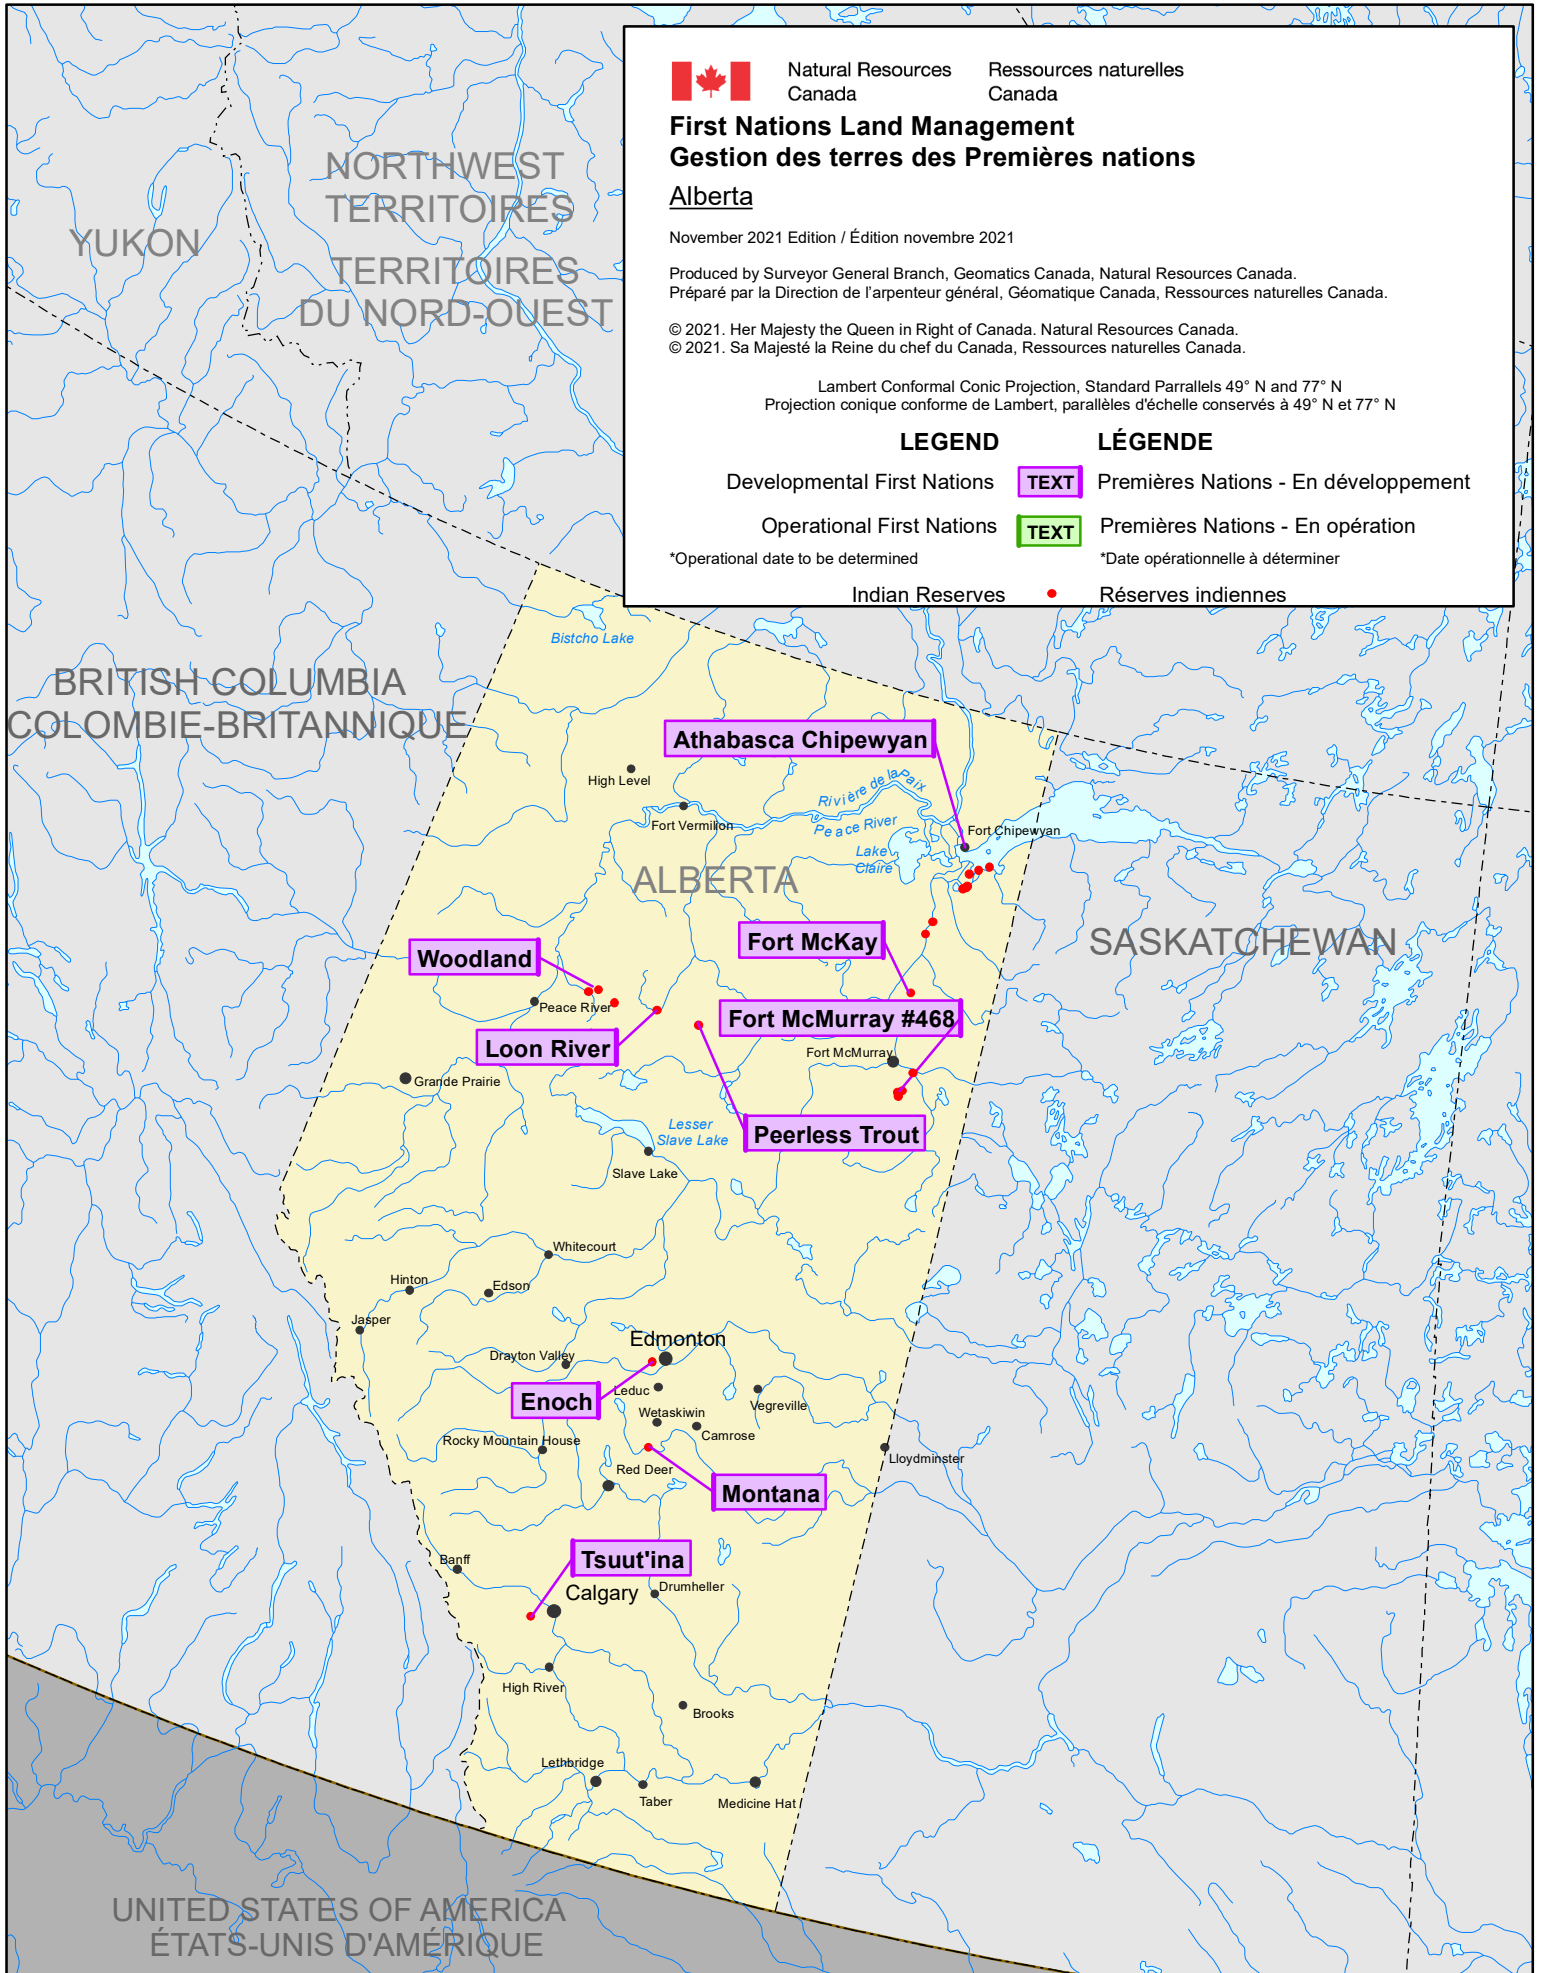 Natural Resources
Canada
Ressources naturelles
Canada
First Nations Land Management
Gestion des terres des Premières nations
Alberta
November 2021 Edition / Édition novembre 2021
Produced by Surveyor General Branch, Geomatics Canada, Natural Resources Canada.
Préparé par la Direction de l'arpenteur général, Géomatique Canada, Ressources naturelles Canada.
© 2021. Her Majesty the Queen in Right of Canada. Natural Resources Canada.
© 2021. Sa Majesté la Reine du chef du Canada, Ressources naturelles Canada.
Lambert Conformal Conic Projection, Standard Parrallels 49° N and 77° N
Projection conique conforme de Lambert, parallèles d'échelle conservés à 49° N et 77° N
LEGEND LÉGENDE
Developmental First Nations TEXT Premières Nations - En développement
Operational First Nations TEXT Premières Nations - En opération
*Operational date to be determined *Date opérationnelle à déterminer
Indian Reserves Réserves indiennes
NORTHWEST
TERRITOIRES
YUKON
TERRITOIRES
DU NORD-OUEST
Bistcho Lake
BRITISH COLUMBIA
COLOMBIE-BRITANNIQUE
Athabasca Chipewyan
High Level
Rivière de la Paix
Fort Vermilion
Peace River
Fort Chipewyan
Lake
Claire
ALBERTA
Woodland
Fort McKay
SASKATCHEWAN
Peace River
Fort McMurray #468
Loon River
Fort McMurray
Grande Prairie
Lesser
Slave Lake
Peerless Trout
Slave Lake
Whitecourt
Hinton
Edson
Jasper
Edmonton
Drayton Valley
Leduc
Enoch
Vegreville
Wetaskiwin
Camrose
Rocky Mountain House
Lloydminster
Red Deer
Montana
Banff
Tsuut'ina
Calgary
Drumheller
High River
Brooks
Lethbridge
Taber
Medicine Hat
UNITED STATES OF AMERICA
ÉTATS-UNIS D'AMÉRIQUE